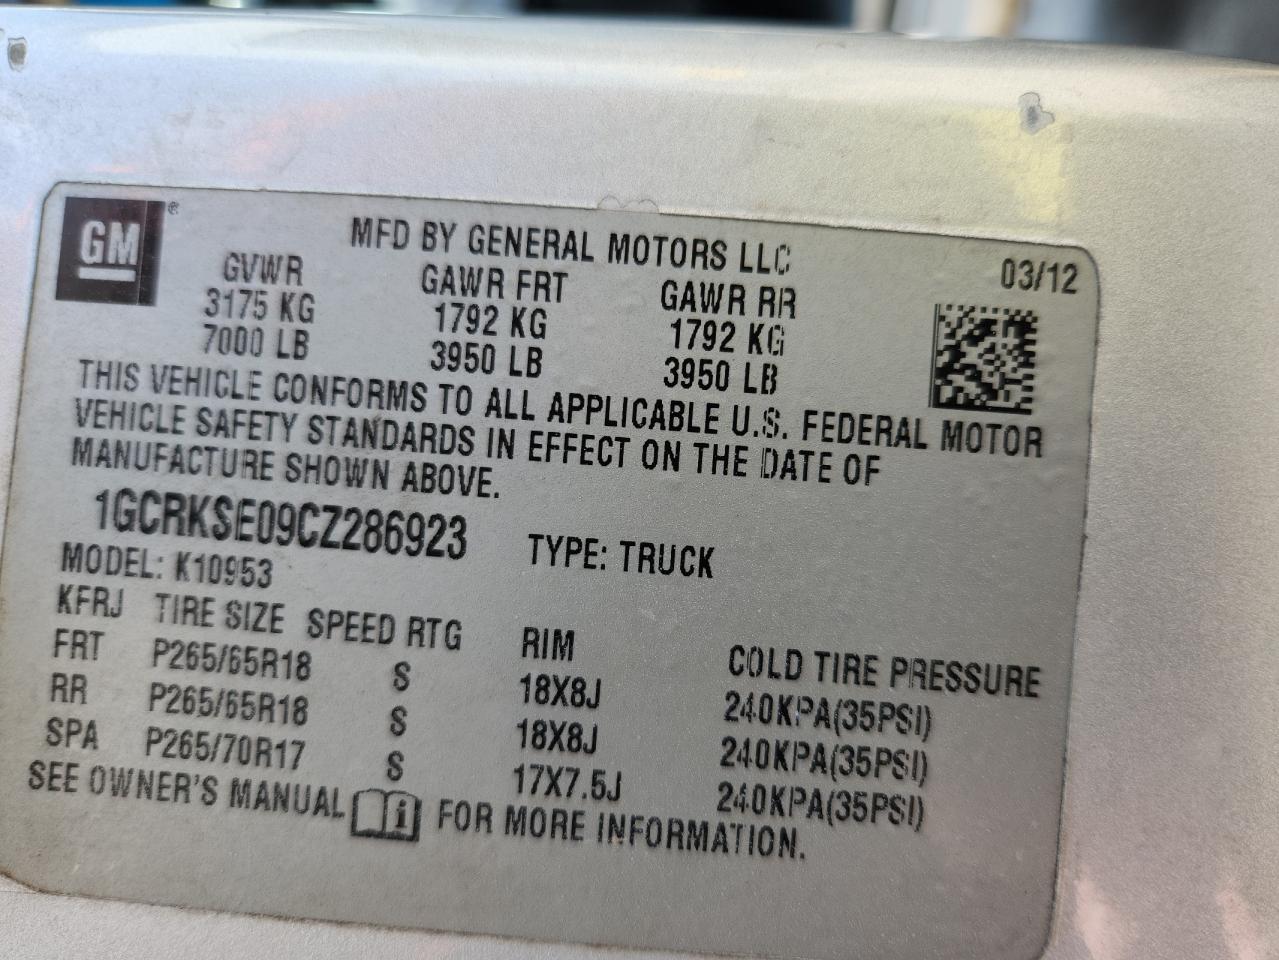 GM ®
MFD BY GENERAL MOTORS LLC 03/12
GVWR GAWR FRT GAWR RR
3175 KG 1792 KG 1792 KG
7000 LB 3950 LB 3950 LB
THIS VEHICLE CONFORMS TO ALL APPLICABLE U.S. FEDERAL MOTOR
VEHICLE SAFETY STANDARDS IN EFFECT ON THE DATE OF
MANUFACTURE SHOWN ABOVE.
1GCRKSE09CZ286923 TYPE: TRUCK
MODEL: K10953
KFRJ TIRE SIZE SPEED RTG RIM COLD TIRE PRESSURE
FRT P265/65R18 S 18X8J 240KPA(35PSI)
RR P265/65R18 S 18X8J 240KPA(35PSI)
SPA P265/70R17 S 17X7.5J 240KPA(35PSI)
SEE OWNER'S MANUAL i FOR MORE INFORMATION.